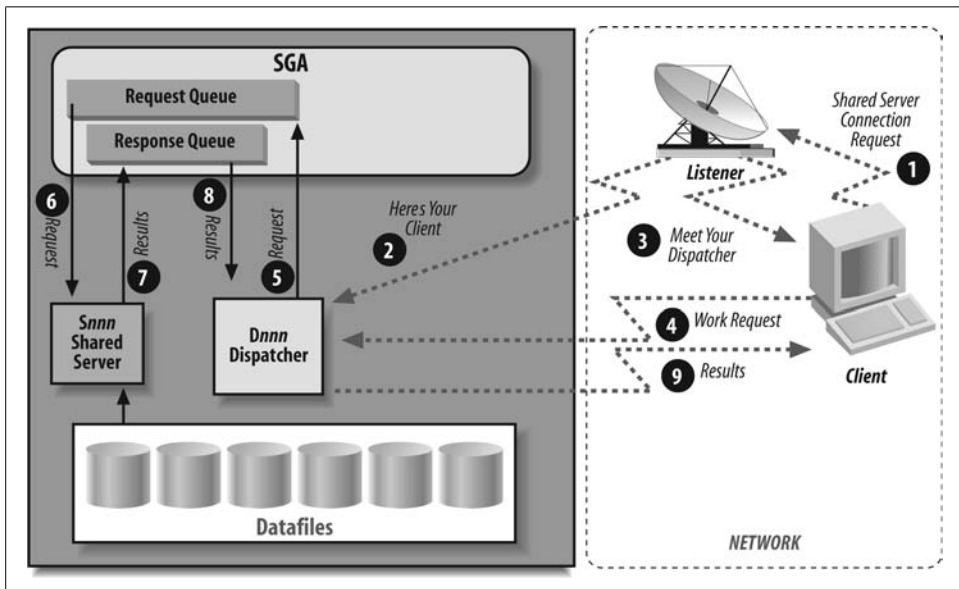 SGA
Request Queue
Response Queue
6
Request
7
Results
8
Results
5
Request
Snnn
Shared
Server
Dnnn
Dispatcher
Datafiles
Listener
Shared Server
Connection
Request
1
Heres Your
Client
2
3
Meet Your
Dispatcher
4
Work Request
9
Results
Client
NETWORK